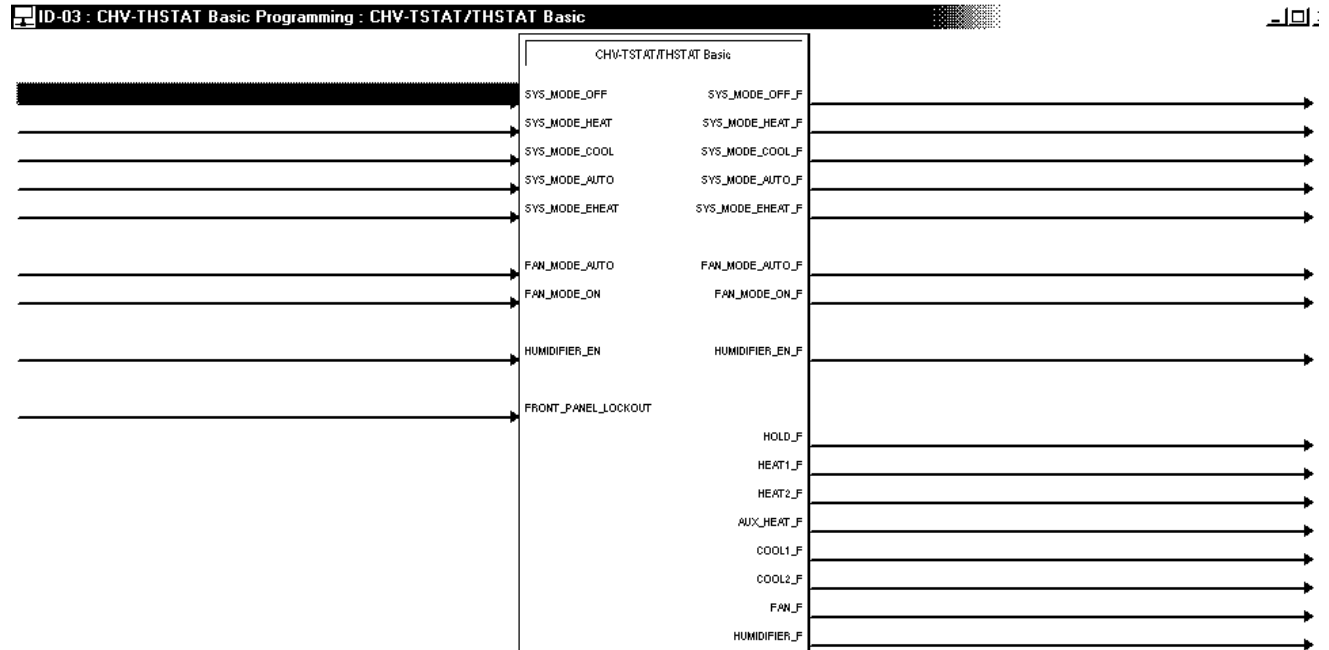 ID-03 : CHV-THSTAT Basic Programming : CHV-TSTAT/THSTAT Basic
CHV-TSTAT/THSTAT Basic
SYS_MODE_OFF SYS_MODE_OFF_F
SYS_MODE_HEAT SYS_MODE_HEAT_F
SYS_MODE_COOL SYS_MODE_COOL_F
SYS_MODE_AUTO SYS_MODE_AUTO_F
SYS_MODE_EHEAT SYS_MODE_EHEAT_F
FAN_MODE_AUTO FAN_MODE_AUTO_F
FAN_MODE_ON FAN_MODE_ON_F
HUMIDIFIER_EN HUMIDIFIER_EN_F
FRONT_PANEL_LOCKOUT
HOLD_F
HEAT1_F
HEAT2_F
AUX_HEAT_F
COOL1_F
COOL2_F
FAN_F
HUMIDIFIER_F